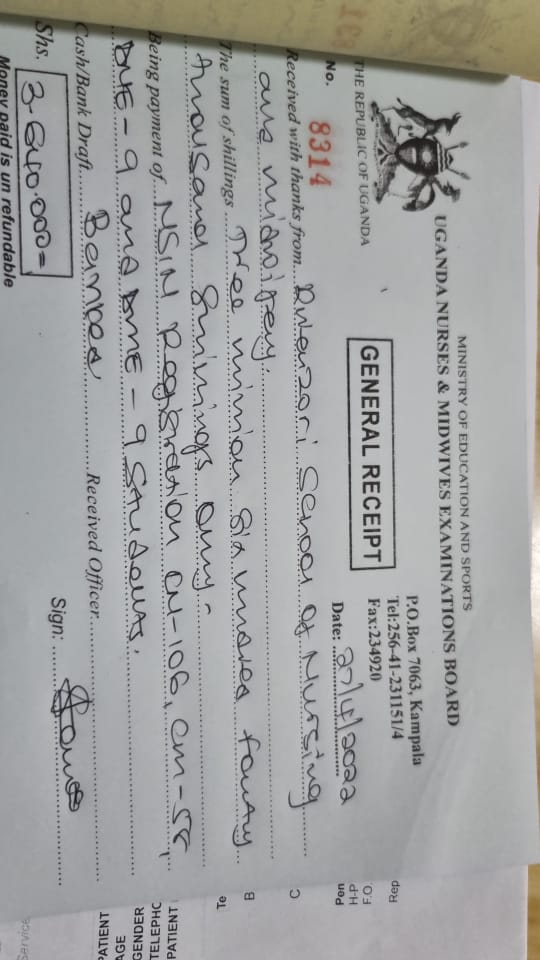 MINISTRY OF EDUCATION AND SPORTS
UGANDA NURSES & MIDWIVES EXAMINATIONS BOARD
P.O.Box 7063, Kampala
Tel:256-41-231151/4
Fax:234920
THE REPUBLIC OF UGANDA
GENERAL RECEIPT
No. 8314
Date: 27/4/2022
Received with thanks from Rwenzori School of Nursing
and midwifery.
The sum of shillings Three million Six hundred fourty
thousand shillings only-
Being payment of NSIN Registration CN-106, cm-58,
DNE-9 and DME-9 Students.
Cash/Bank Draft Banked Received Officer
Shs. 3.640.000= Sign:
Money paid is un refundable
Rep
F.O.
H-P
Pen
C
B
Te
PATIENT
TELEPHO
GENDER
AGE
PATIENT
Service